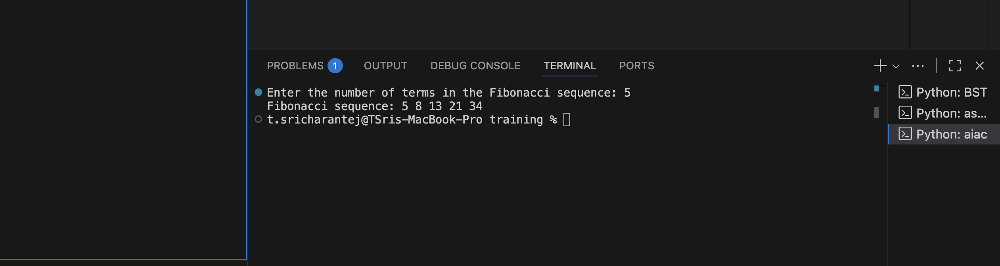 PROBLEMS 1 OUTPUT DEBUG CONSOLE TERMINAL PORTS
Enter the number of terms in the Fibonacci sequence: 5
Fibonacci sequence: 5 8 13 21 34
t.sricharantej@TSris-MacBook-Pro training %
Python: BST
Python: as...
Python: aiac